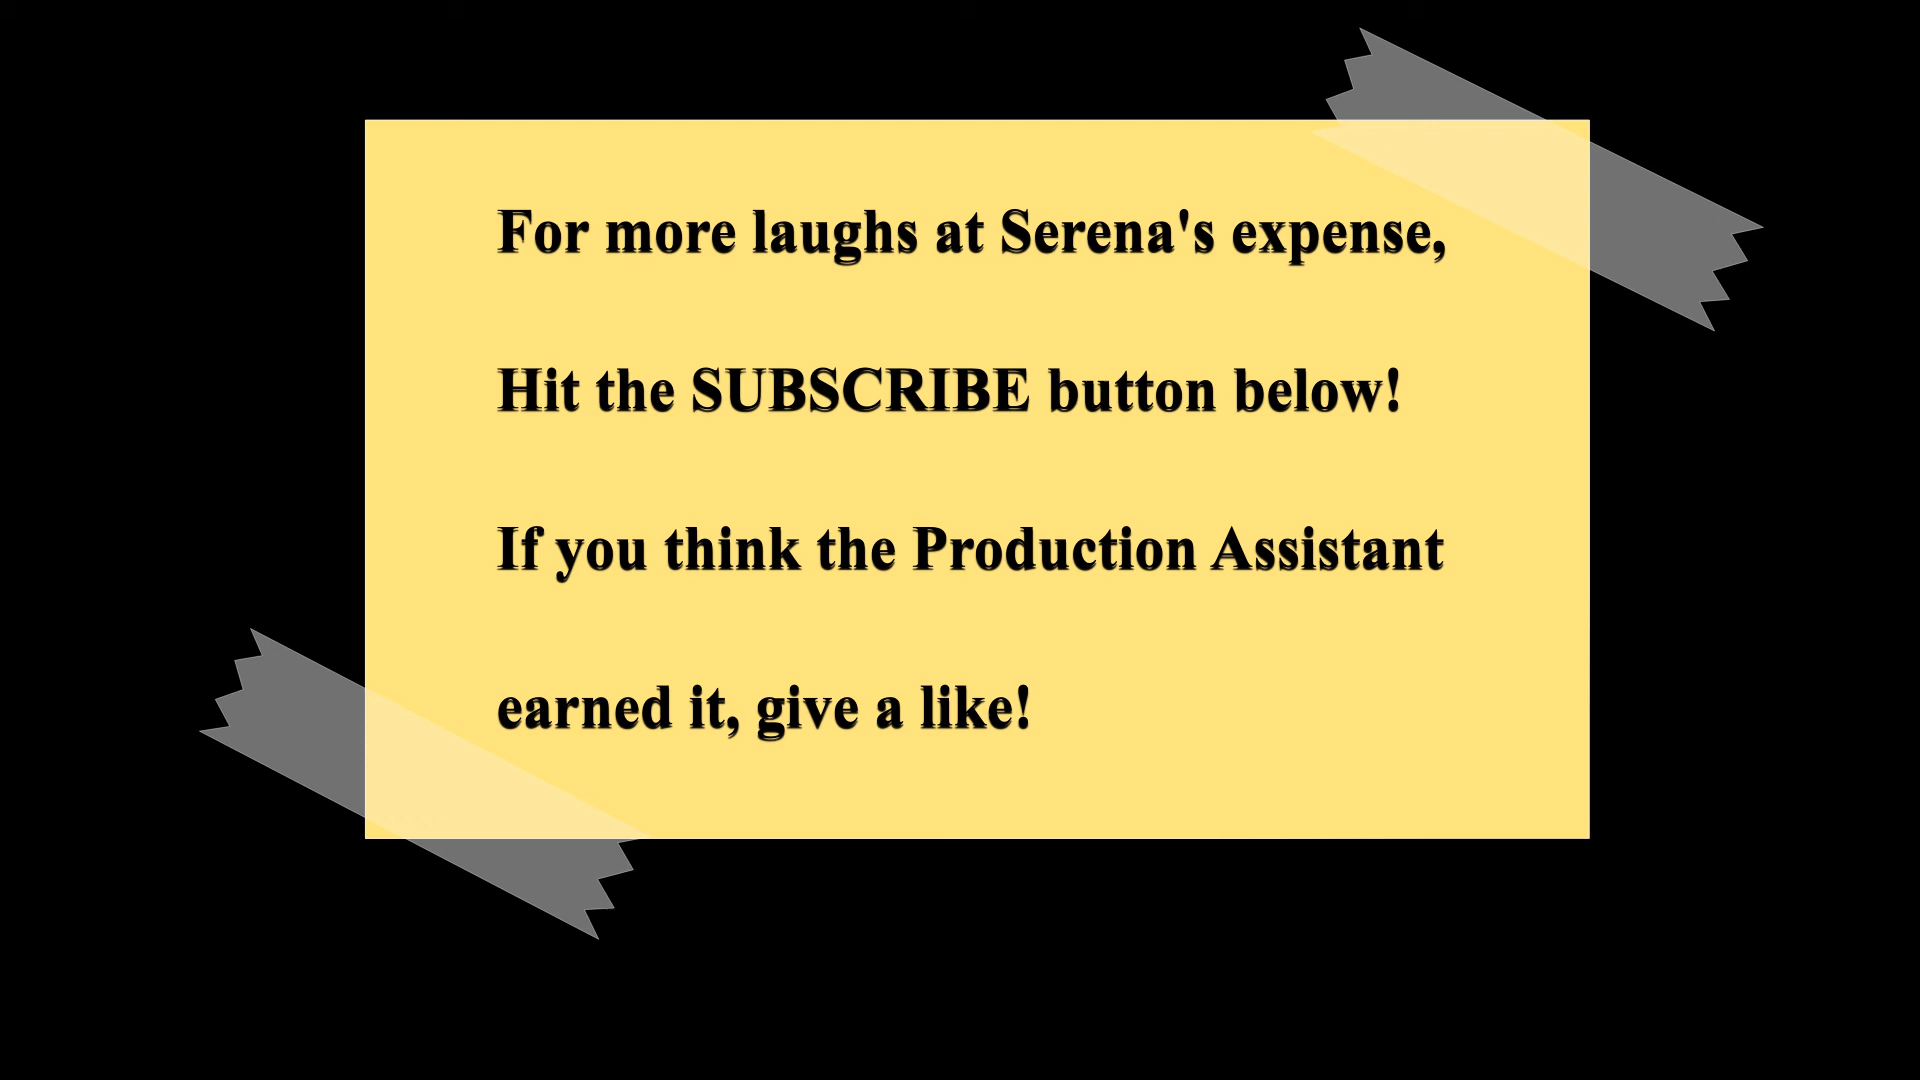 For more laughs at Serena's expense,
Hit the SUBSCRIBE button below!
If you think the Production Assistant
earned it, give a like!